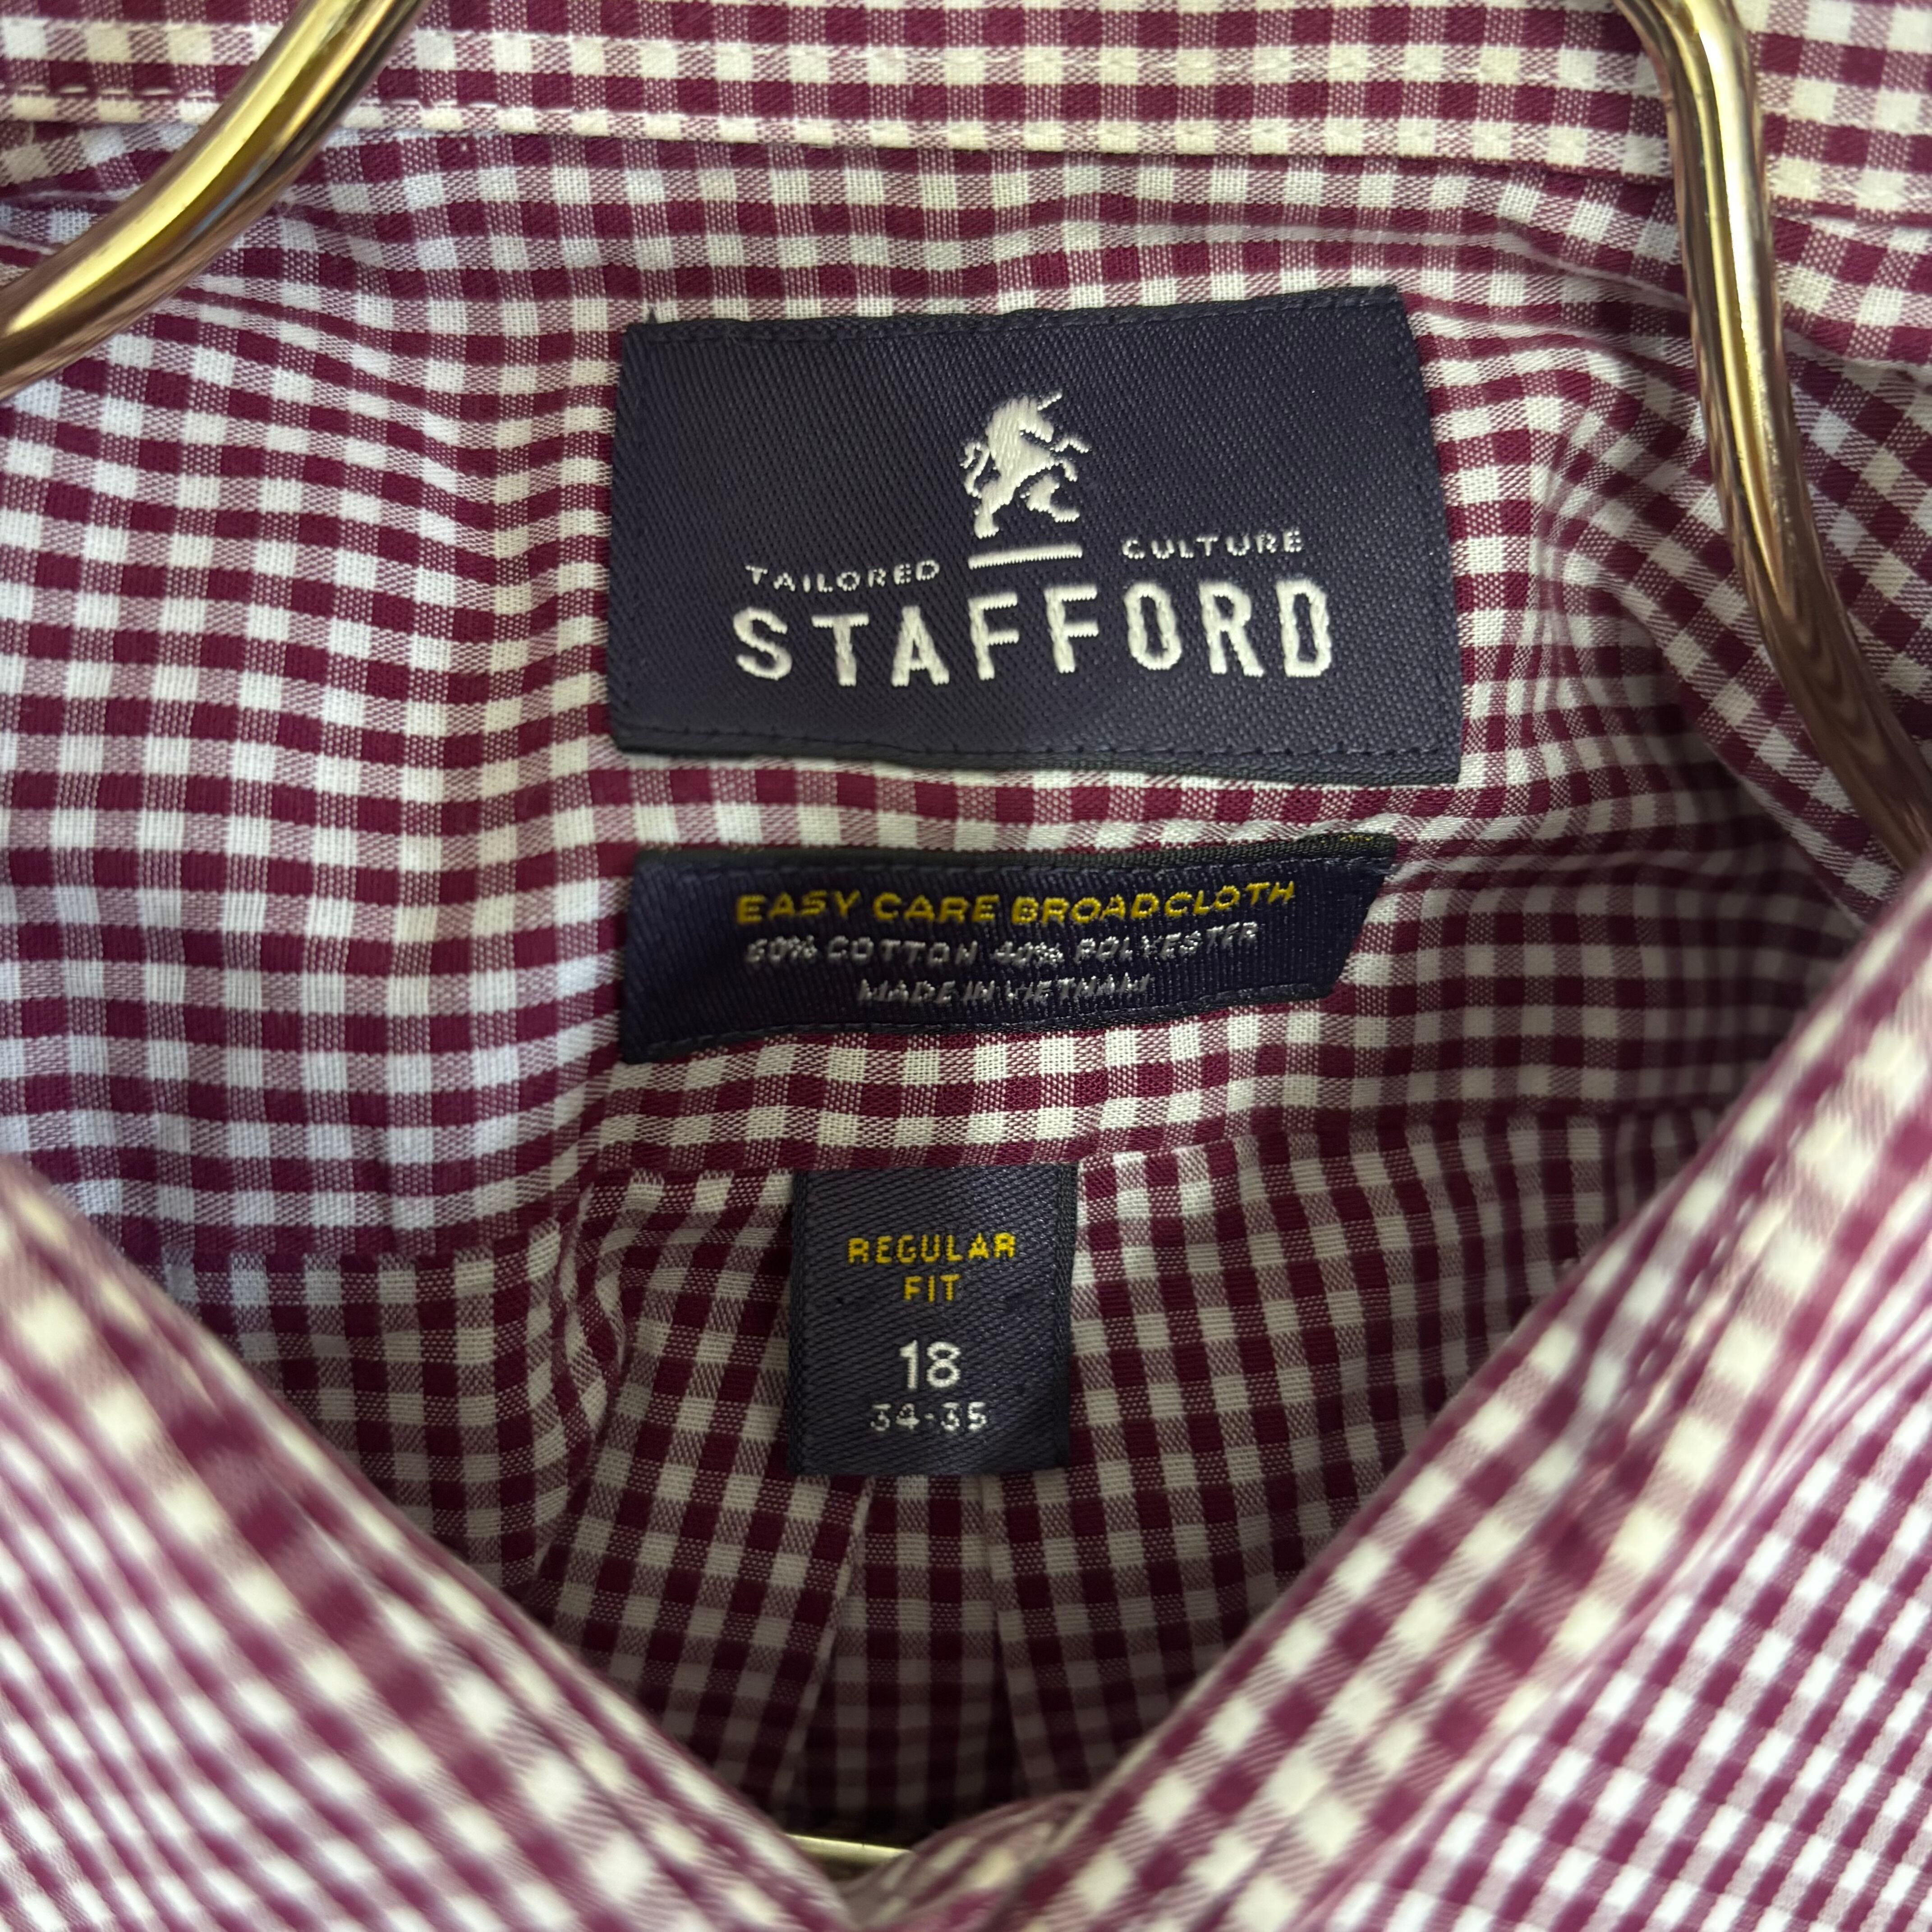 TAILORED CULTURE
STAFFORD
EASY CARE BROADCLOTH
60% COTTON 40% POLYESTER
MADE IN VIETNAM
REGULAR
FIT
18
34-35